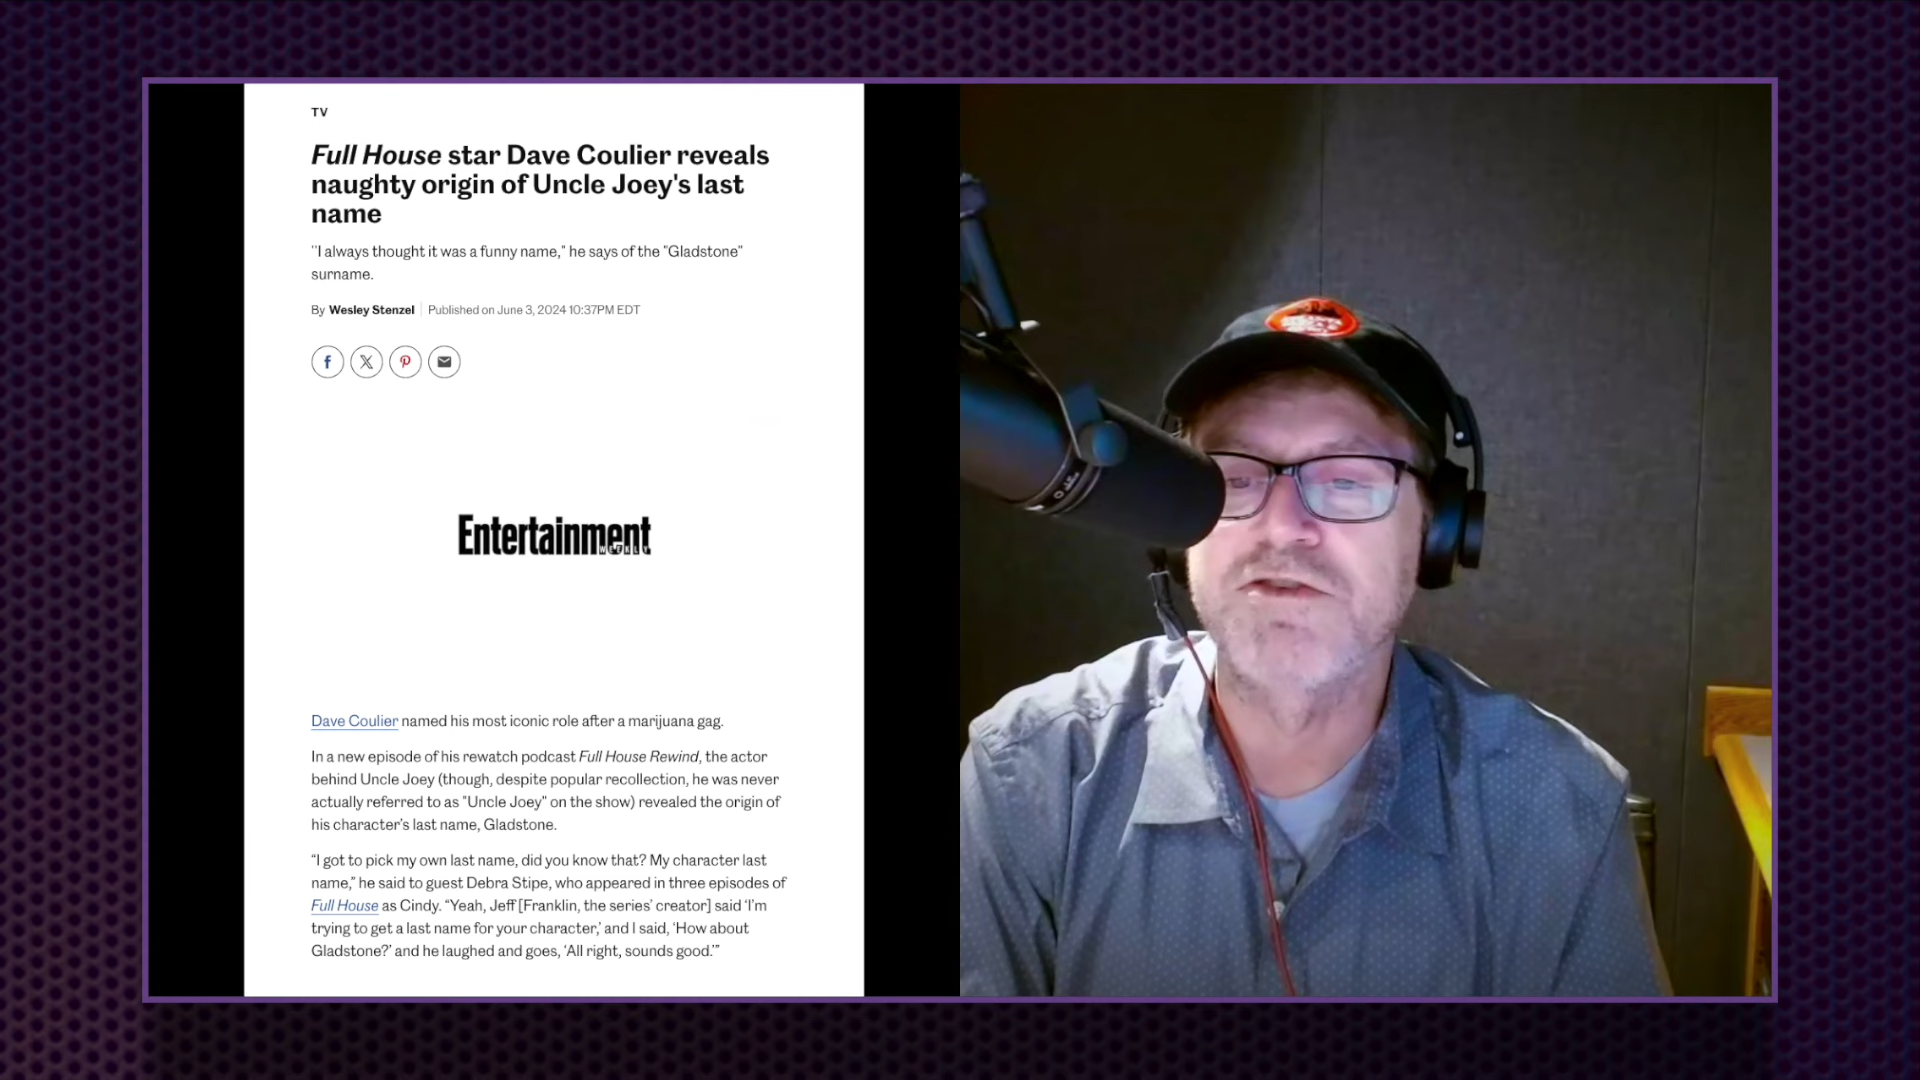 TV
Full House star Dave Coulier reveals
naughty origin of Uncle Joey's last
name
"I always thought it was a funny name," he says of the "Gladstone"
surname.
By Wesley Stenzel | Published on June 3, 2024 10:37PM EDT
Entertainment
WEEKLY
Dave Coulier named his most iconic role after a marijuana gag.
In a new episode of his rewatch podcast Full House Rewind, the actor
behind Uncle Joey (though, despite popular recollection, he was never
actually referred to as "Uncle Joey" on the show) revealed the origin of
his character's last name, Gladstone.
“I got to pick my own last name, did you know that? My character last
name,” he said to guest Debra Stipe, who appeared in three episodes of
Full House as Cindy. “Yeah, Jeff [Franklin, the series’ creator] said ‘I’m
trying to get a last name for your character,’ and I said, ‘How about
Gladstone?’ and he laughed and goes, ‘All right, sounds good.’”